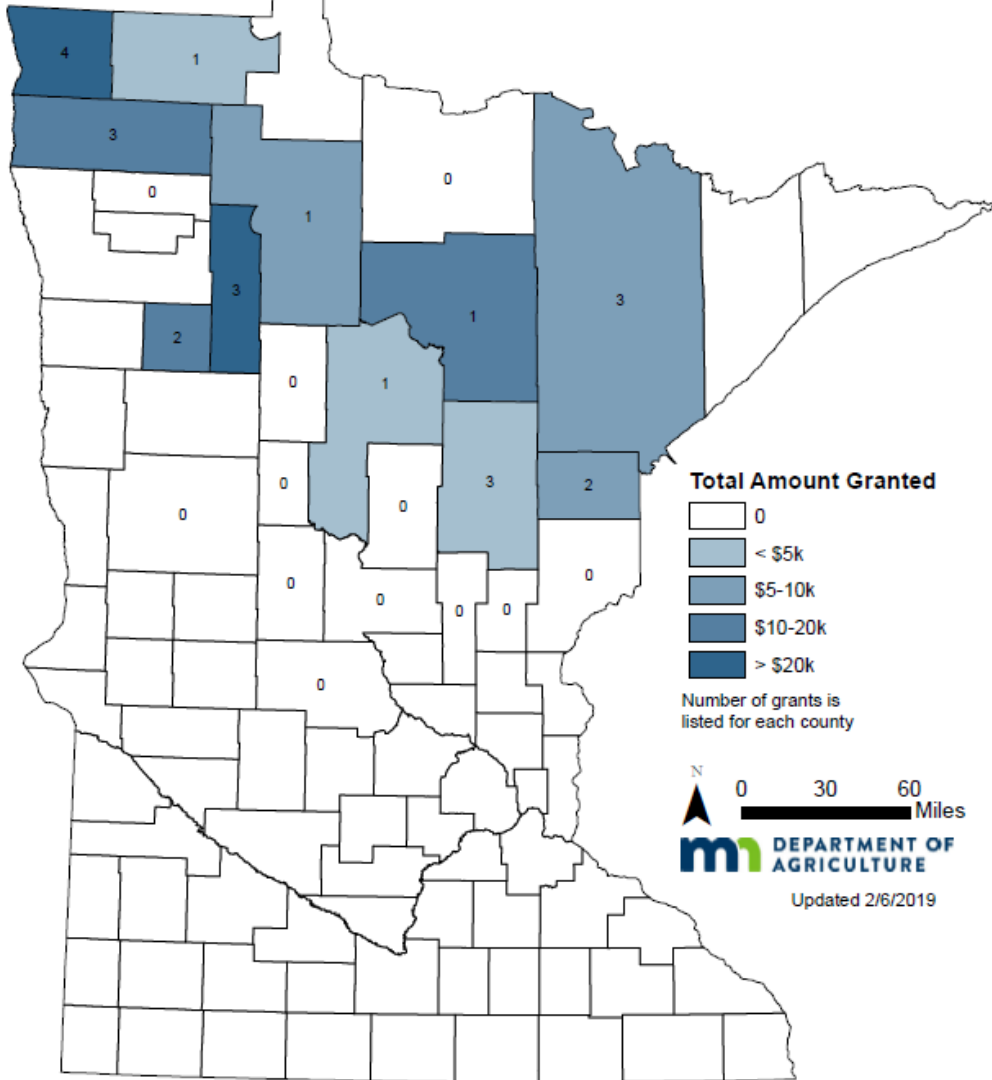 4
1
3
0
0
1
3
1
3
2
0
1
0
3
2
0
0
0
0
0
0
0
0
Total Amount Granted
0
< $5k
$5-10k
$10-20k
> $20k
Number of grants is
listed for each county
N
0 30 60
Miles
mn DEPARTMENT OF
AGRICULTURE
Updated 2/6/2019